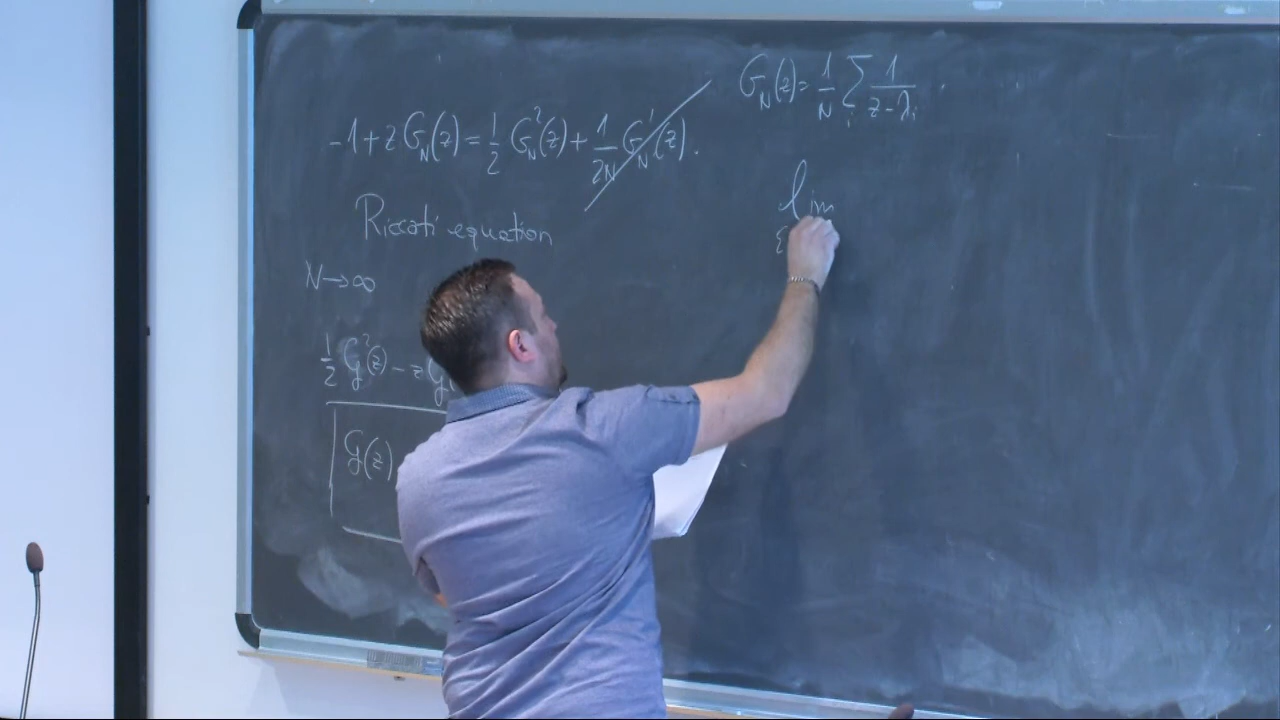 G_N(z) = 1/N Σ_i 1/(z - λ_i)
-1 + z G_N(z) = 1/2 G_N^2(z) + 1/2N G_N'(z).
lim
ε
Riccati equation
N → ∞
1/2 G^2(z) - z G
G(z)